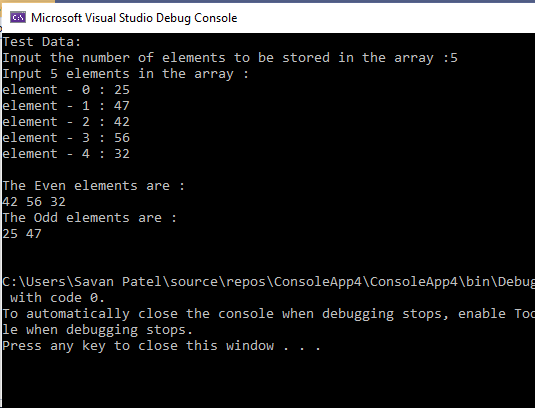 Microsoft Visual Studio Debug Console
Test Data:
Input the number of elements to be stored in the array :5
Input 5 elements in the array :
element - 0 : 25
element - 1 : 47
element - 2 : 42
element - 3 : 56
element - 4 : 32
The Even elements are :
42 56 32
The Odd elements are :
25 47
C:\Users\Savan Patel\source\repos\ConsoleApp4\ConsoleApp4\bin\Debug
with code 0.
To automatically close the console when debugging stops, enable Too
le when debugging stops.
Press any key to close this window . . .